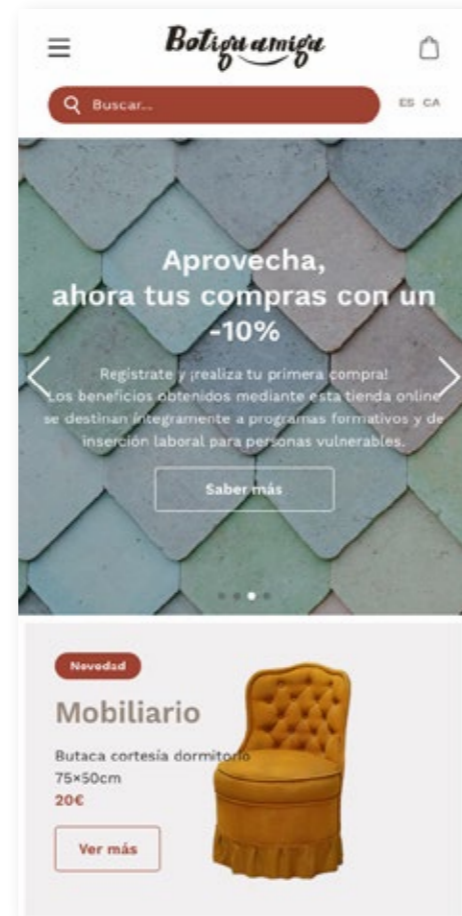 Botiga amiga
Buscar...
ES CA
Aprovecha,
ahora tus compras con un
-10%
Regístrate y ¡realiza tu primera compra!
Los beneficios obtenidos mediante esta tienda online
se destinan íntegramente a programas formativos y de
inserción laboral para personas vulnerables.
Saber más
Novedad
Mobiliario
Butaca cortesía dormitorio
75×50cm
20€
Ver más